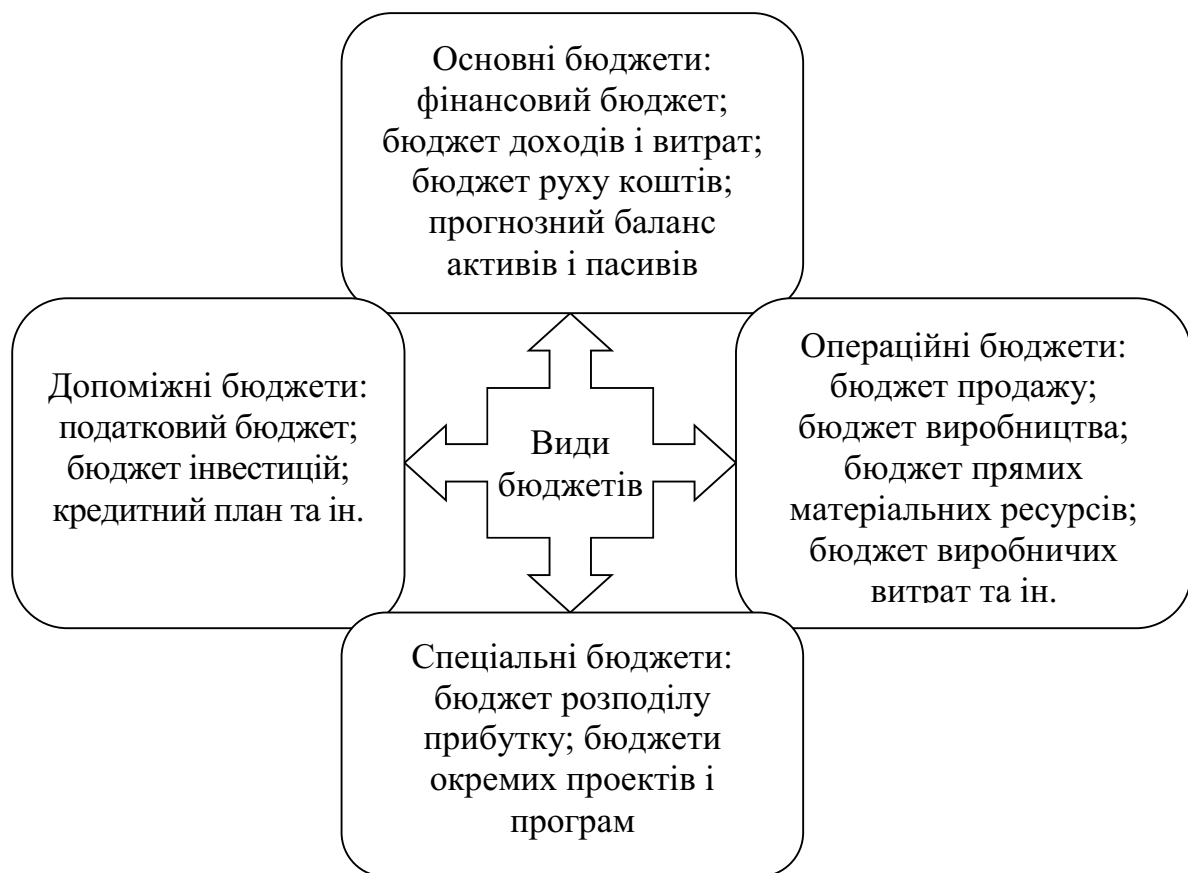 Основні бюджети:
фінансовий бюджет;
бюджет доходів і витрат;
бюджет руху коштів;
прогнозний баланс
активів і пасивів
Допоміжні бюджети:
податковий бюджет;
бюджет інвестицій;
кредитний план та ін.
Види
бюджетів
Операційні бюджети:
бюджет продажу;
бюджет виробництва;
бюджет прямих
матеріальних ресурсів;
бюджет виробничих
витрат та ін.
Спеціальні бюджети:
бюджет розподілу
прибутку; бюджети
окремих проектів і
програм